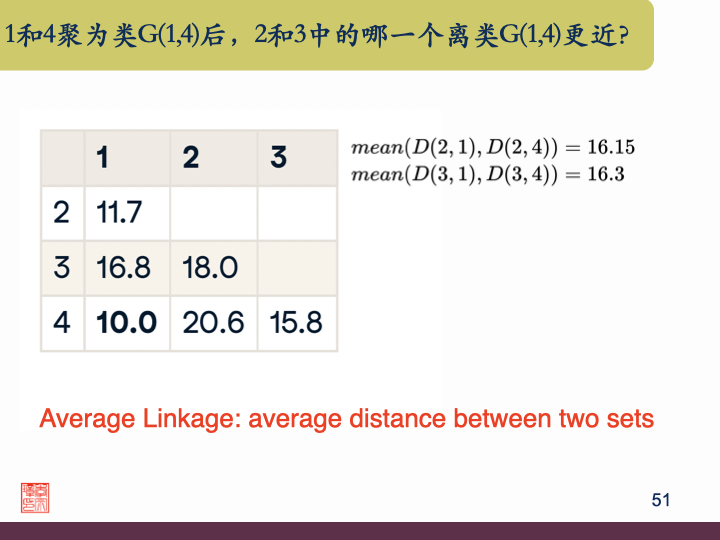 1和4聚为类G(1,4)后，2和3中的哪一个离类G(1,4)更近?
1 2 3
2 11.7
3 16.8 18.0
4 10.0 20.6 15.8
mean(D(2,1),D(2,4)) = 16.15
mean(D(3,1),D(3,4)) = 16.3
Average Linkage: average distance between two sets
51